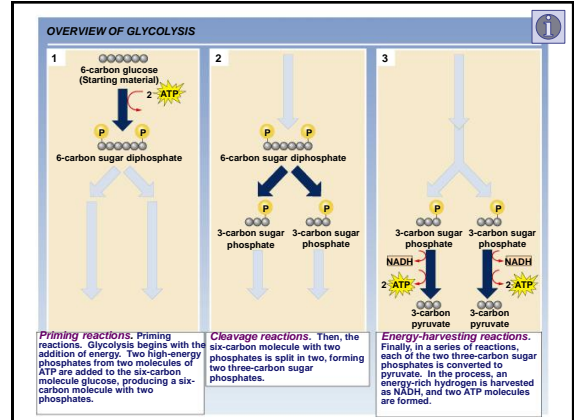 OVERVIEW OF GLYCOLYSIS
i
1
6-carbon glucose
(Starting material)
2 ATP
P P
6-carbon sugar diphosphate
2
P P
6-carbon sugar diphosphate
P P
3-carbon sugar
phosphate
3-carbon sugar
phosphate
3
P P
3-carbon sugar
phosphate
3-carbon sugar
phosphate
NADH
NADH
2 ATP
2 ATP
3-carbon
pyruvate
3-carbon
pyruvate
Priming reactions. Priming
reactions. Glycolysis begins with the
addition of energy. Two high-energy
phosphates from two molecules of
ATP are added to the six-carbon
molecule glucose, producing a six-
carbon molecule with two
phosphates.
Cleavage reactions. Then, the
six-carbon molecule with two
phosphates is split in two, forming
two three-carbon sugar
phosphates.
Energy-harvesting reactions.
Finally, in a series of reactions,
each of the two three-carbon sugar
phosphates is converted to
pyruvate. In the process, an
energy-rich hydrogen is harvested
as NADH, and two ATP molecules
are formed.